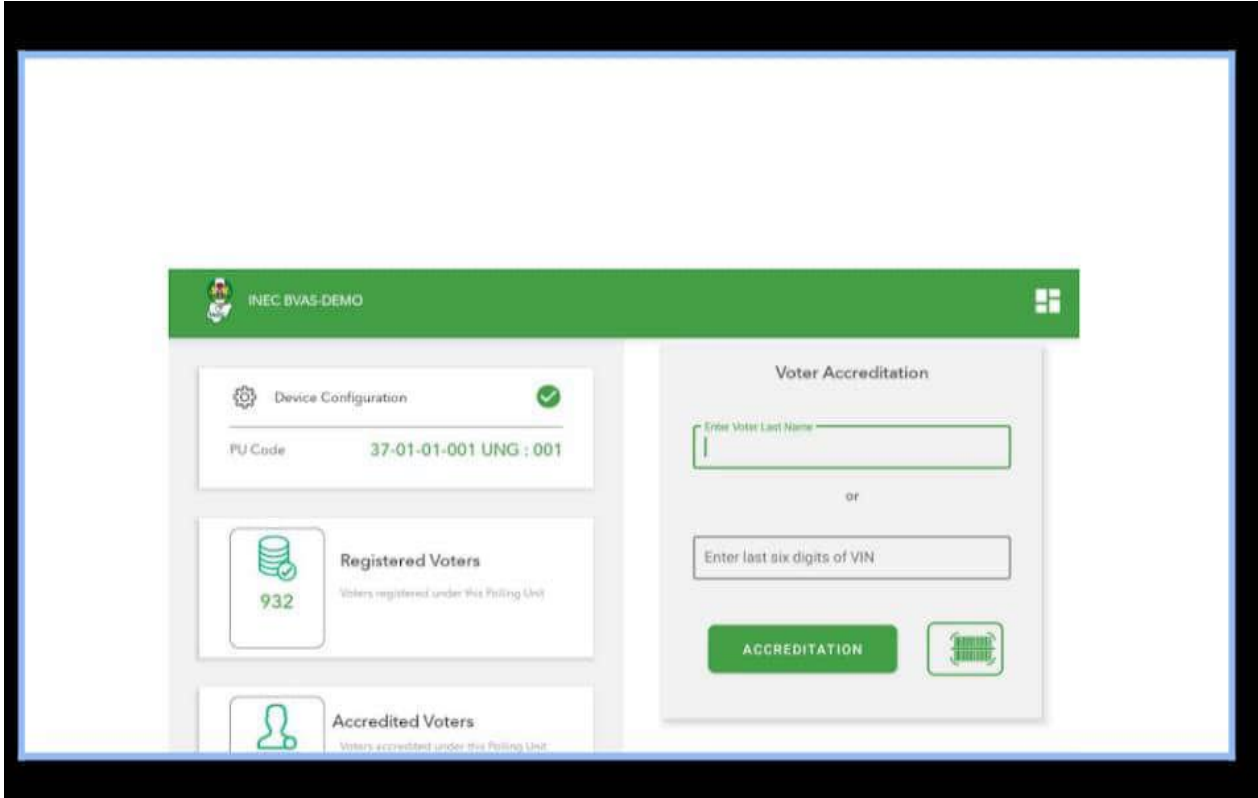 INEC BVAS-DEMO
Device Configuration
PU Code 37-01-01-001 UNG : 001
932
Registered Voters
Voters registered under this Polling Unit
Accredited Voters
Voters accredited under this Polling Unit
Voter Accreditation
Enter Voter Last Name
or
Enter last six digits of VIN
ACCREDITATION